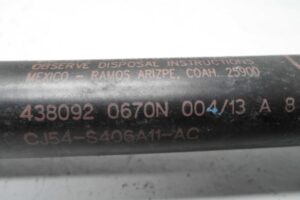 OBSERVE DISPOSAL INSTRUCTIONS
MEXICO - RAMOS ARIZPE, COAH. 25900
438092 0670N 004/13 A 8
CJ54-S406A11-AC